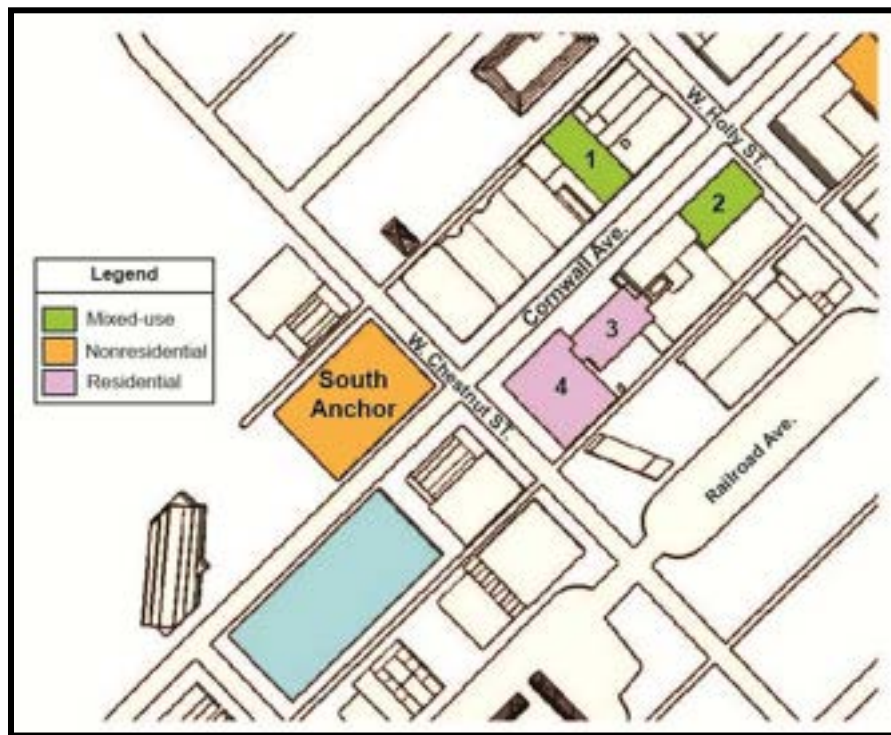 W. Holly ST.
1
2
Cornwall Ave.
Legend
Mixed-use
Nonresidential
Residential
3
W. Chestnut ST.
South
Anchor
4
Railroad Ave.